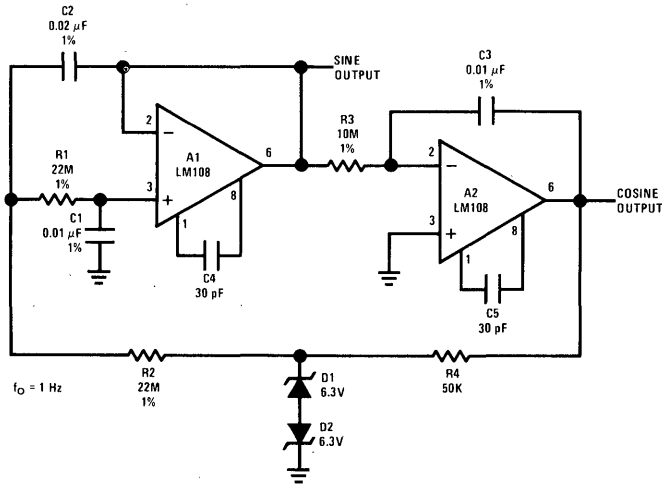 C2
0.02 μF
1%
SINE
OUTPUT
C3
0.01 μF
1%
R3
10M
1%
2
−
A1
LM108
6
R1
22M
1%
3
+
8
1
C1
0.01 μF
1%
C4
30 pF
2
−
A2
LM108
6
COSINE
OUTPUT
3
+
8
1
C5
30 pF
R2
22M
1%
R4
50K
fO = 1 Hz
D1
6.3V
D2
6.3V